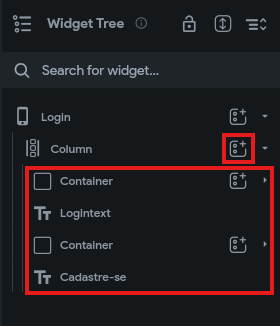 Widget Tree
Search for widget...
Login
Column
Container
Logintext
Container
Cadastre-se